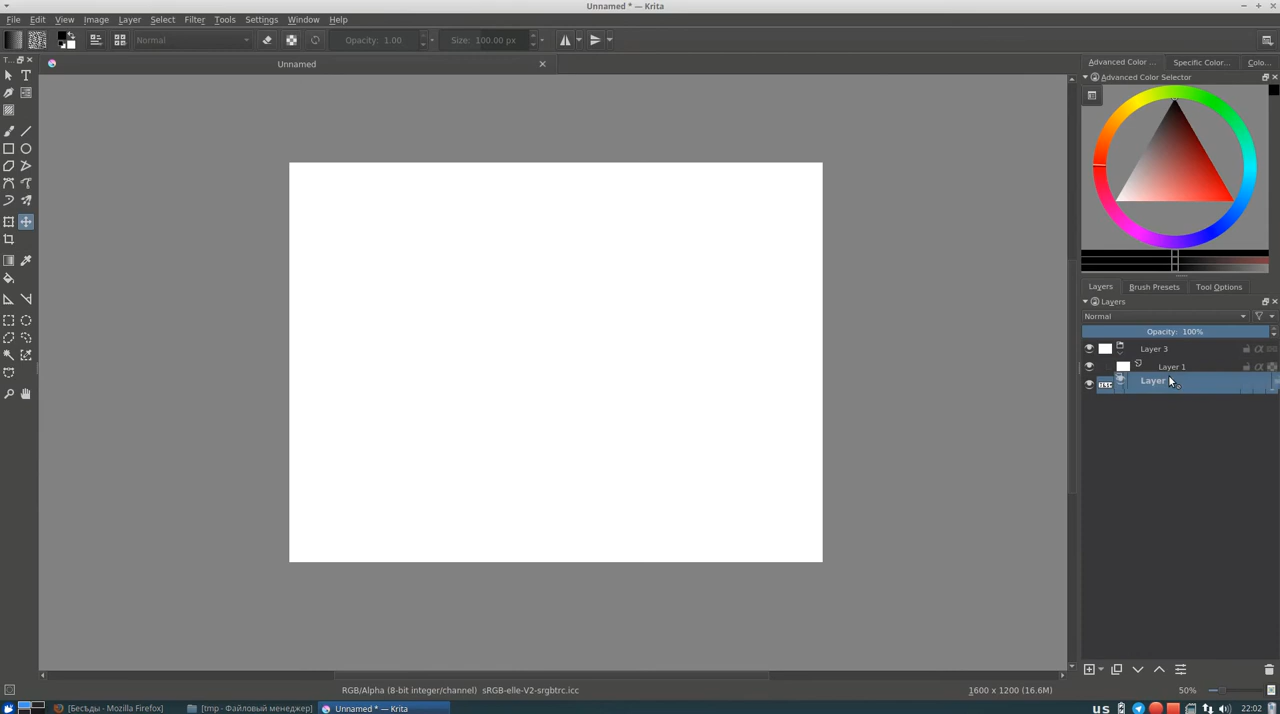 Unnamed * — Krita
File Edit View Image Layer Select Filter Tools Settings Window Help
Normal Opacity: 1.00 Size: 100.00 px
T...
Unnamed
Advanced Color ... Specific Color... Colo...
Advanced Color Selector
Layers Brush Presets Tool Options
Layers
Normal
Opacity: 100%
Layer 3
Layer 1
Layer
RGB/Alpha (8-bit integer/channel) sRGB-elle-V2-srgbtrc.icc 1600 x 1200 (16.6M) 50%
[Бесъды - Mozilla Firefox] [tmp - Файловый менеджер] Unnamed * — Krita us 22:02